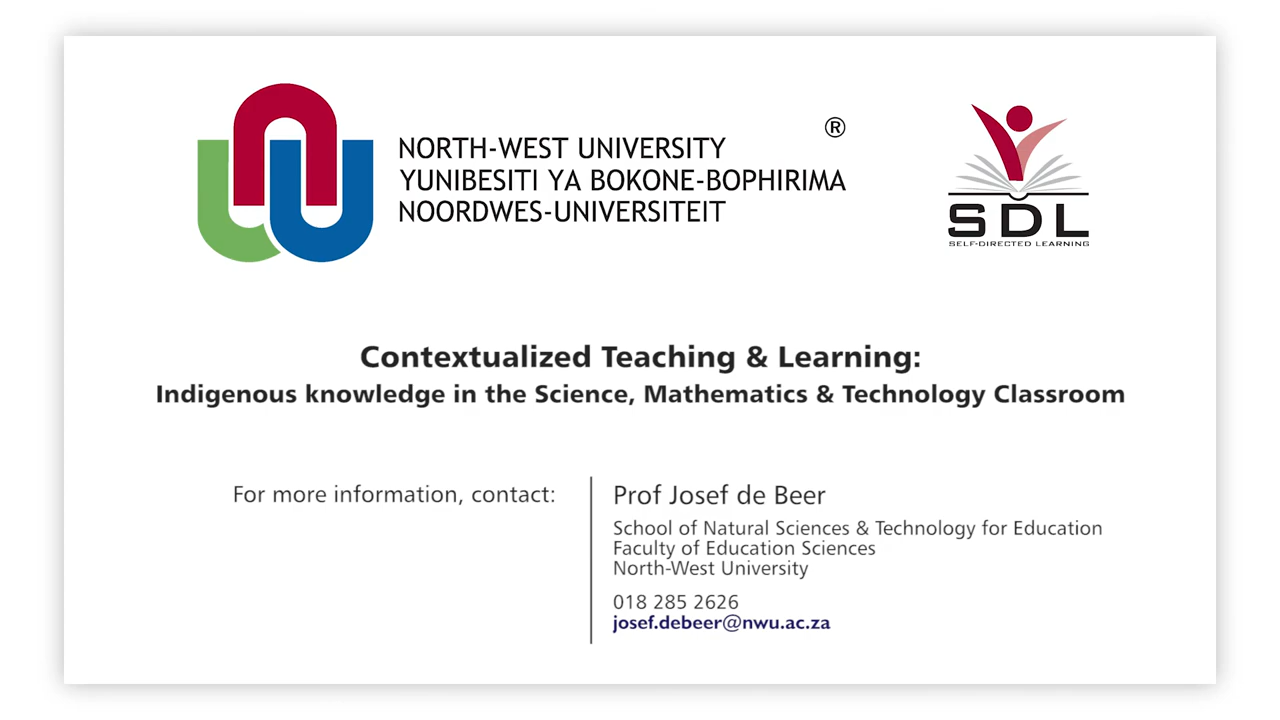 NORTH-WEST UNIVERSITY
YUNIBESITI YA BOKONE-BOPHIRIMA
NOORDWES-UNIVERSITEIT
®
SDL
SELF-DIRECTED LEARNING
Contextualized Teaching & Learning:
Indigenous knowledge in the Science, Mathematics & Technology Classroom
For more information, contact:
Prof Josef de Beer
School of Natural Sciences & Technology for Education
Faculty of Education Sciences
North-West University
018 285 2626
josef.debeer@nwu.ac.za